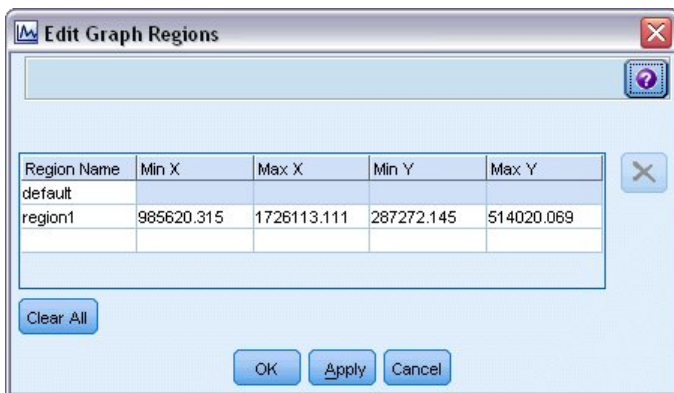 Edit Graph Regions
Region Name Min X Max X Min Y Max Y
default
region1 985620.315 1726113.111 287272.145 514020.069
Clear All
OK Apply Cancel